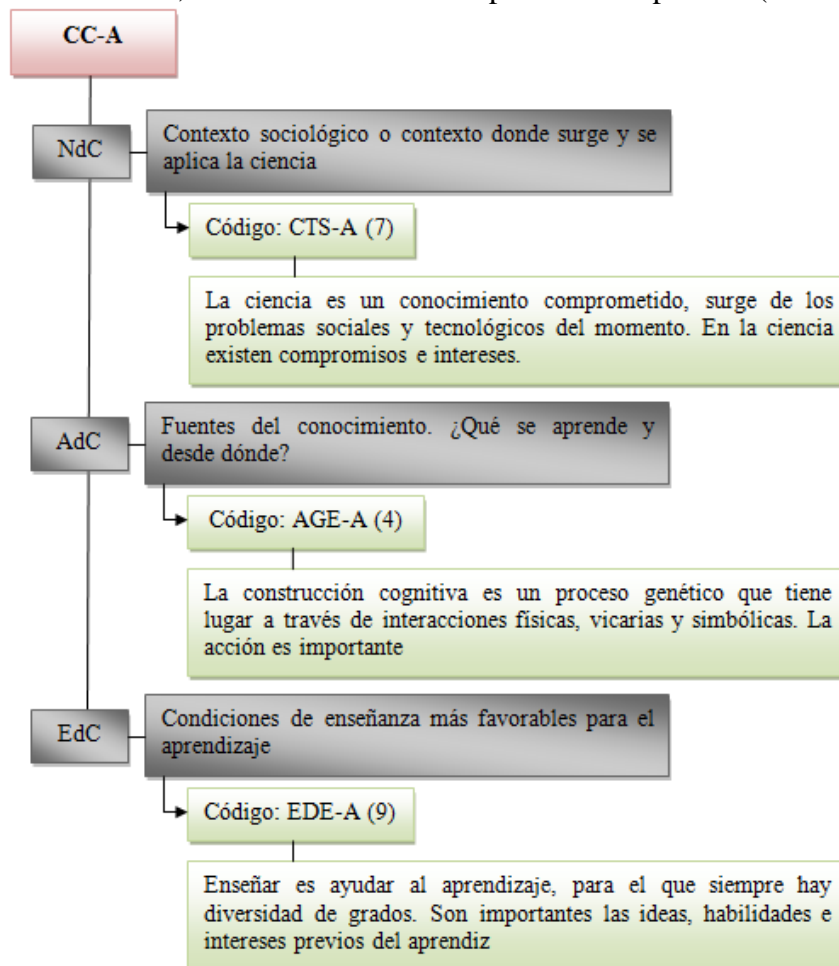 CC-A
NdC
Contexto sociológico o contexto donde surge y se
aplica la ciencia
Código: CTS-A (7)
La ciencia es un conocimiento comprometido, surge de los
problemas sociales y tecnológicos del momento. En la ciencia
existen compromisos e intereses.
AdC
Fuentes del conocimiento. ¿Qué se aprende y
desde dónde?
Código: AGE-A (4)
La construcción cognitiva es un proceso genético que tiene
lugar a través de interacciones físicas, vicarias y simbólicas. La
acción es importante
EdC
Condiciones de enseñanza más favorables para el
aprendizaje
Código: EDE-A (9)
Enseñar es ayudar al aprendizaje, para el que siempre hay
diversidad de grados. Son importantes las ideas, habilidades e
intereses previos del aprendiz